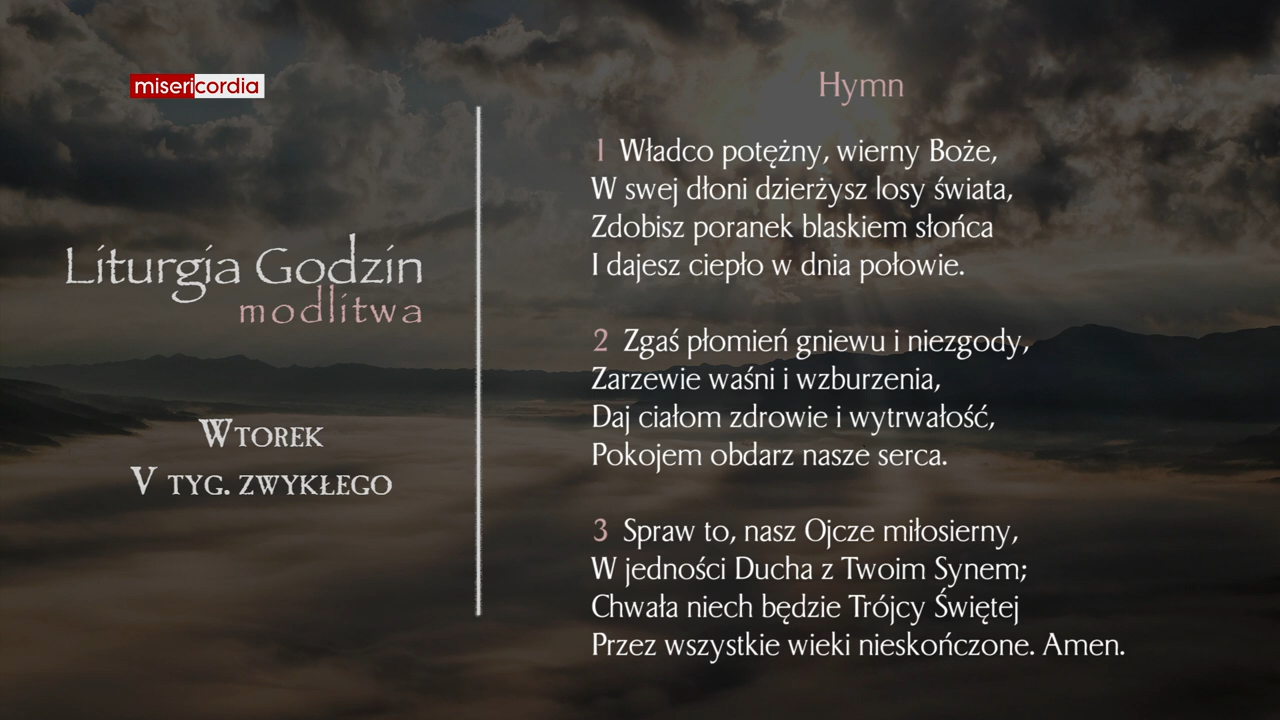 misericordia
Liturgia Godzin
modlitwa
Wtorek
V tyg. zwykłego
Hymn
1 Władco potężny, wierny Boże,
W swej dłoni dzierżysz losy świata,
Zdobisz poranek blaskiem słońca
I dajesz ciepło w dnia połowie.
2 Zgaś płomień gniewu i niezgody,
Zarzewie waśni i wzburzenia,
Daj ciałom zdrowie i wytrwałość,
Pokojem obdarz nasze serca.
3 Spraw to, nasz Ojcze miłosierny,
W jedności Ducha z Twoim Synem;
Chwała niech będzie Trójcy Świętej
Przez wszystkie wieki nieskończone. Amen.